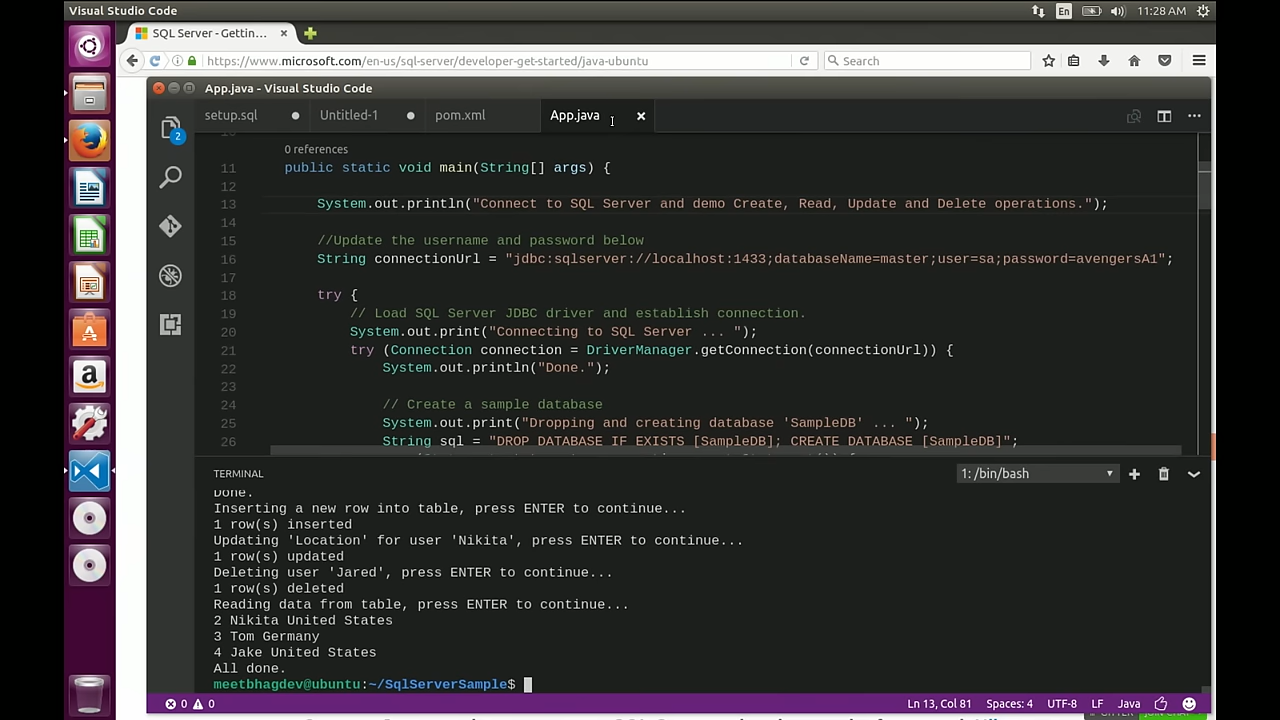 Visual Studio Code
En
11:28 AM
SQL Server - Gettin...
https://www.microsoft.com/en-us/sql-server/developer-get-started/java-ubuntu
Search
App.java - Visual Studio Code
setup.sql
Untitled-1
pom.xml
App.java
2
0 references
11 public static void main(String[] args) {
12
13 System.out.println("Connect to SQL Server and demo Create, Read, Update and Delete operations.");
14
15 //Update the username and password below
16 String connectionUrl = "jdbc:sqlserver://localhost:1433;databaseName=master;user=sa;password=avengersA1";
17
18 try {
19 // Load SQL Server JDBC driver and establish connection.
20 System.out.print("Connecting to SQL Server ... ");
21 try (Connection connection = DriverManager.getConnection(connectionUrl)) {
22 System.out.println("Done.");
23
24 // Create a sample database
25 System.out.print("Dropping and creating database 'SampleDB' ... ");
26 String sql = "DROP DATABASE IF EXISTS [SampleDB]; CREATE DATABASE [SampleDB]";
TERMINAL
1: /bin/bash
Done.
Inserting a new row into table, press ENTER to continue...
1 row(s) inserted
Updating 'Location' for user 'Nikita', press ENTER to continue...
1 row(s) updated
Deleting user 'Jared', press ENTER to continue...
1 row(s) deleted
Reading data from table, press ENTER to continue...
2 Nikita United States
3 Tom Germany
4 Jake United States
All done.
meetbhagdev@ubuntu:~/SqlServerSample$
0 0
Ln 13, Col 81
Spaces: 4
UTF-8
LF
Java